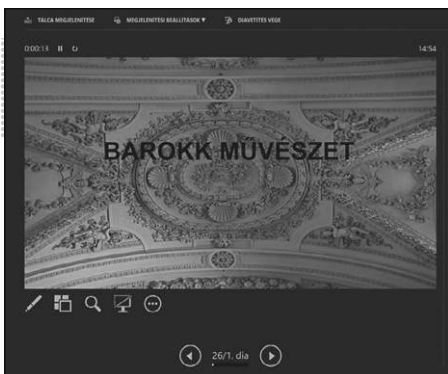 TÁLCA MEGJELENÍTÉSE MEGJELENÍTÉSI BEÁLLÍTÁSOK ▼ DIAVETÍTÉS VÉGE
0:00:13 14:54
BAROKK MŰVÉSZET
26/1. dia